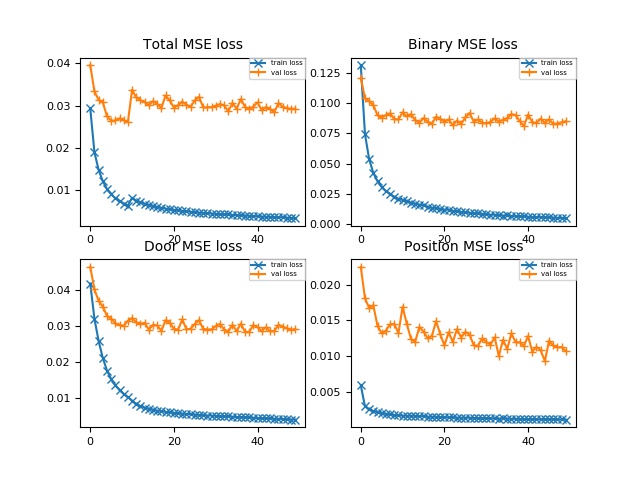 Total MSE loss
0.04
0.03
0.02
0.01
0
20
40
train loss
val loss
Binary MSE loss
0.125
0.100
0.075
0.050
0.025
0.000
0
20
40
train loss
val loss
Door MSE loss
0.04
0.03
0.02
0.01
0
20
40
train loss
val loss
Position MSE loss
0.020
0.015
0.010
0.005
0
20
40
train loss
val loss